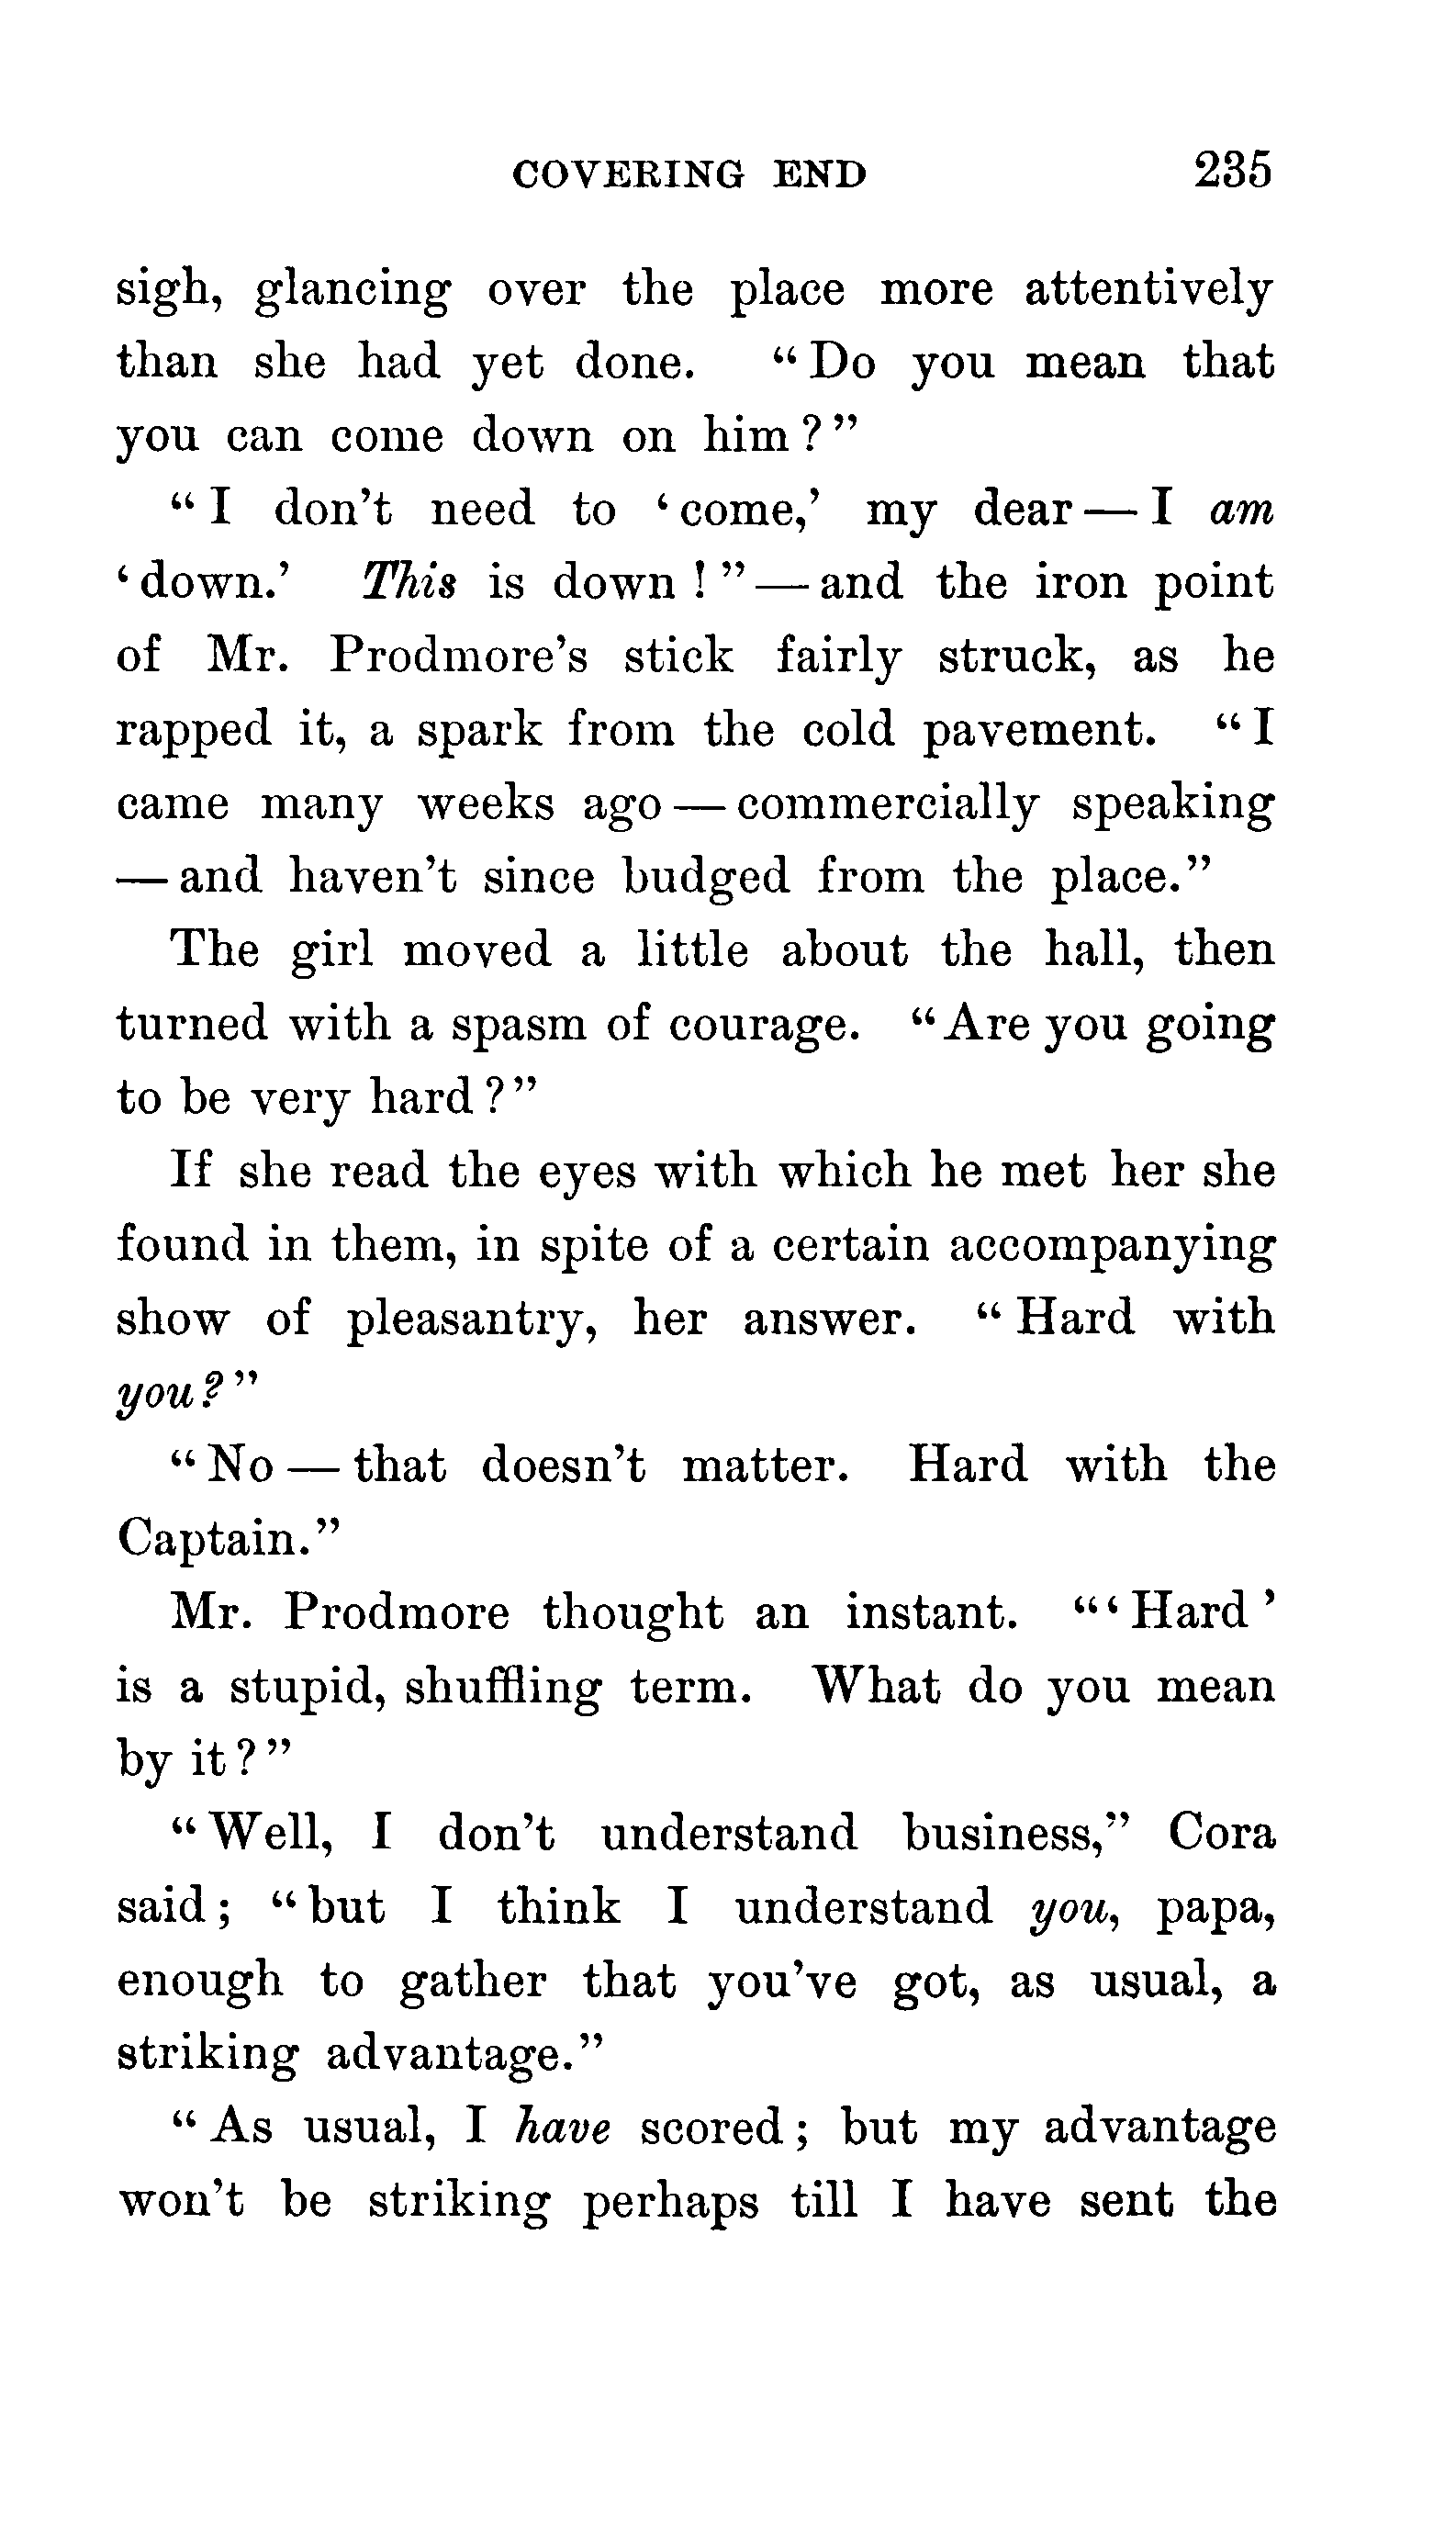 COVERING END 235
sigh, glancing over the place more attentively
than she had yet done. “Do you mean that
you can come down on him?”
“I don’t need to ‘come,’ my dear—I am
‘down.’ This is down!”—and the iron point
of Mr. Prodmore’s stick fairly struck, as he
rapped it, a spark from the cold pavement. “I
came many weeks ago—commercially speaking
—and haven’t since budged from the place.”
The girl moved a little about the hall, then
turned with a spasm of courage. “Are you going
to be very hard?”
If she read the eyes with which he met her she
found in them, in spite of a certain accompanying
show of pleasantry, her answer. “Hard with
you?”
“No—that doesn’t matter. Hard with the
Captain.”
Mr. Prodmore thought an instant. “‘Hard’
is a stupid, shuffling term. What do you mean
by it?”
“Well, I don’t understand business,” Cora
said; “but I think I understand you, papa,
enough to gather that you’ve got, as usual, a
striking advantage.”
“As usual, I have scored; but my advantage
won’t be striking perhaps till I have sent the